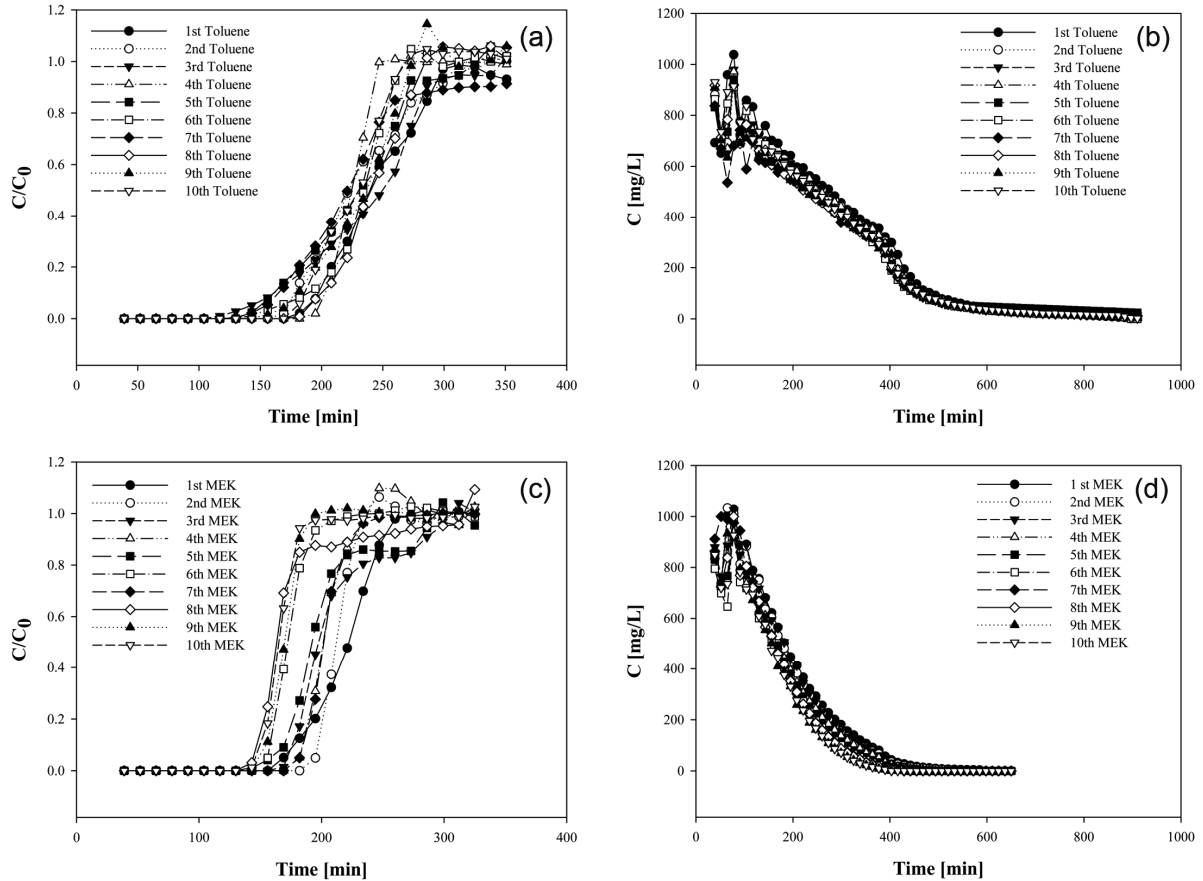 (a)
C/C0
1.2
1.0
0.8
0.6
0.4
0.2
0.0
1st Toluene
2nd Toluene
3rd Toluene
4th Toluene
5th Toluene
6th Toluene
7th Toluene
8th Toluene
9th Toluene
10th Toluene
0 50 100 150 200 250 300 350 400
Time [min]
(b)
C [mg/L]
1200
1000
800
600
400
200
0
1st Toluene
2nd Toluene
3rd Toluene
4th Toluene
5th Toluene
6th Toluene
7th Toluene
8th Toluene
9th Toluene
10th Toluene
0 200 400 600 800 1000
Time [min]
(c)
C/C0
1.2
1.0
0.8
0.6
0.4
0.2
0.0
1st MEK
2nd MEK
3rd MEK
4th MEK
5th MEK
6th MEK
7th MEK
8th MEK
9th MEK
10th MEK
0 100 200 300 400
Time [min]
(d)
C [mg/L]
1200
1000
800
600
400
200
0
1 st MEK
2nd MEK
3rd MEK
4th MEK
5th MEK
6th MEK
7th MEK
8th MEK
9th MEK
10th MEK
0 200 400 600 800 1000
Time [min]